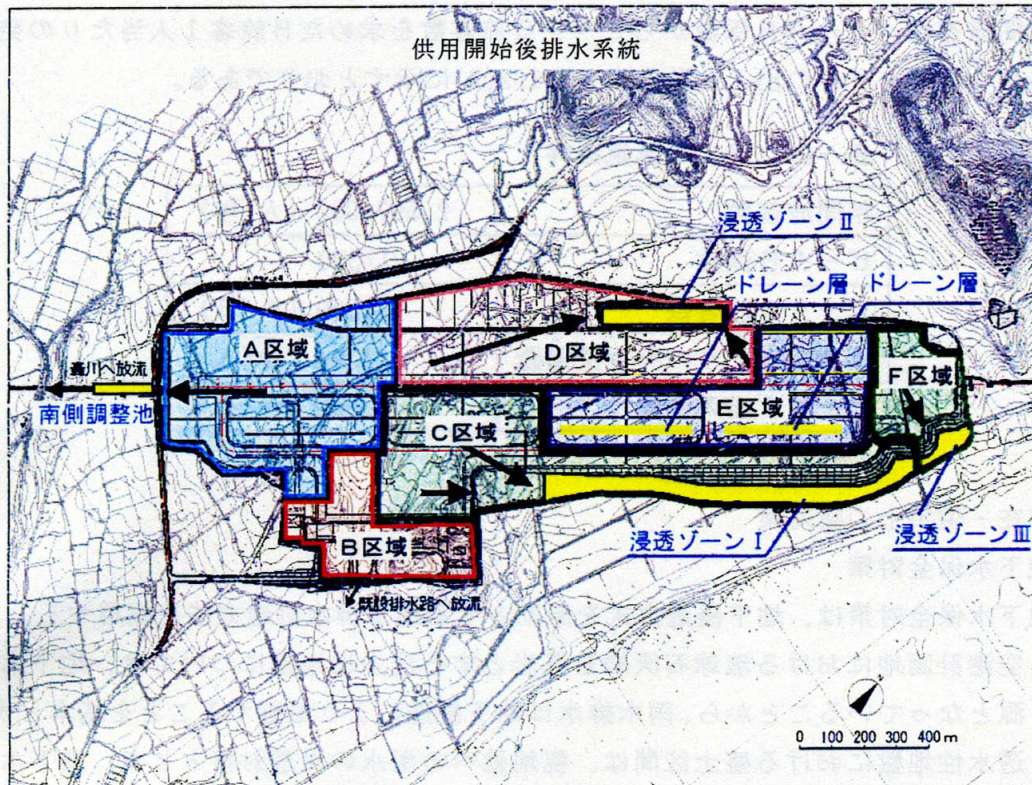 供用開始後排水系統
浸透ゾーンⅡ
ドレーン層
ドレーン層
A区域
D区域
F区域
轟川へ放流
南側調整池
E区域
C区域
浸透ゾーンⅠ
浸透ゾーンⅢ
B区域
既設排水路へ放流
0 100 200 400m